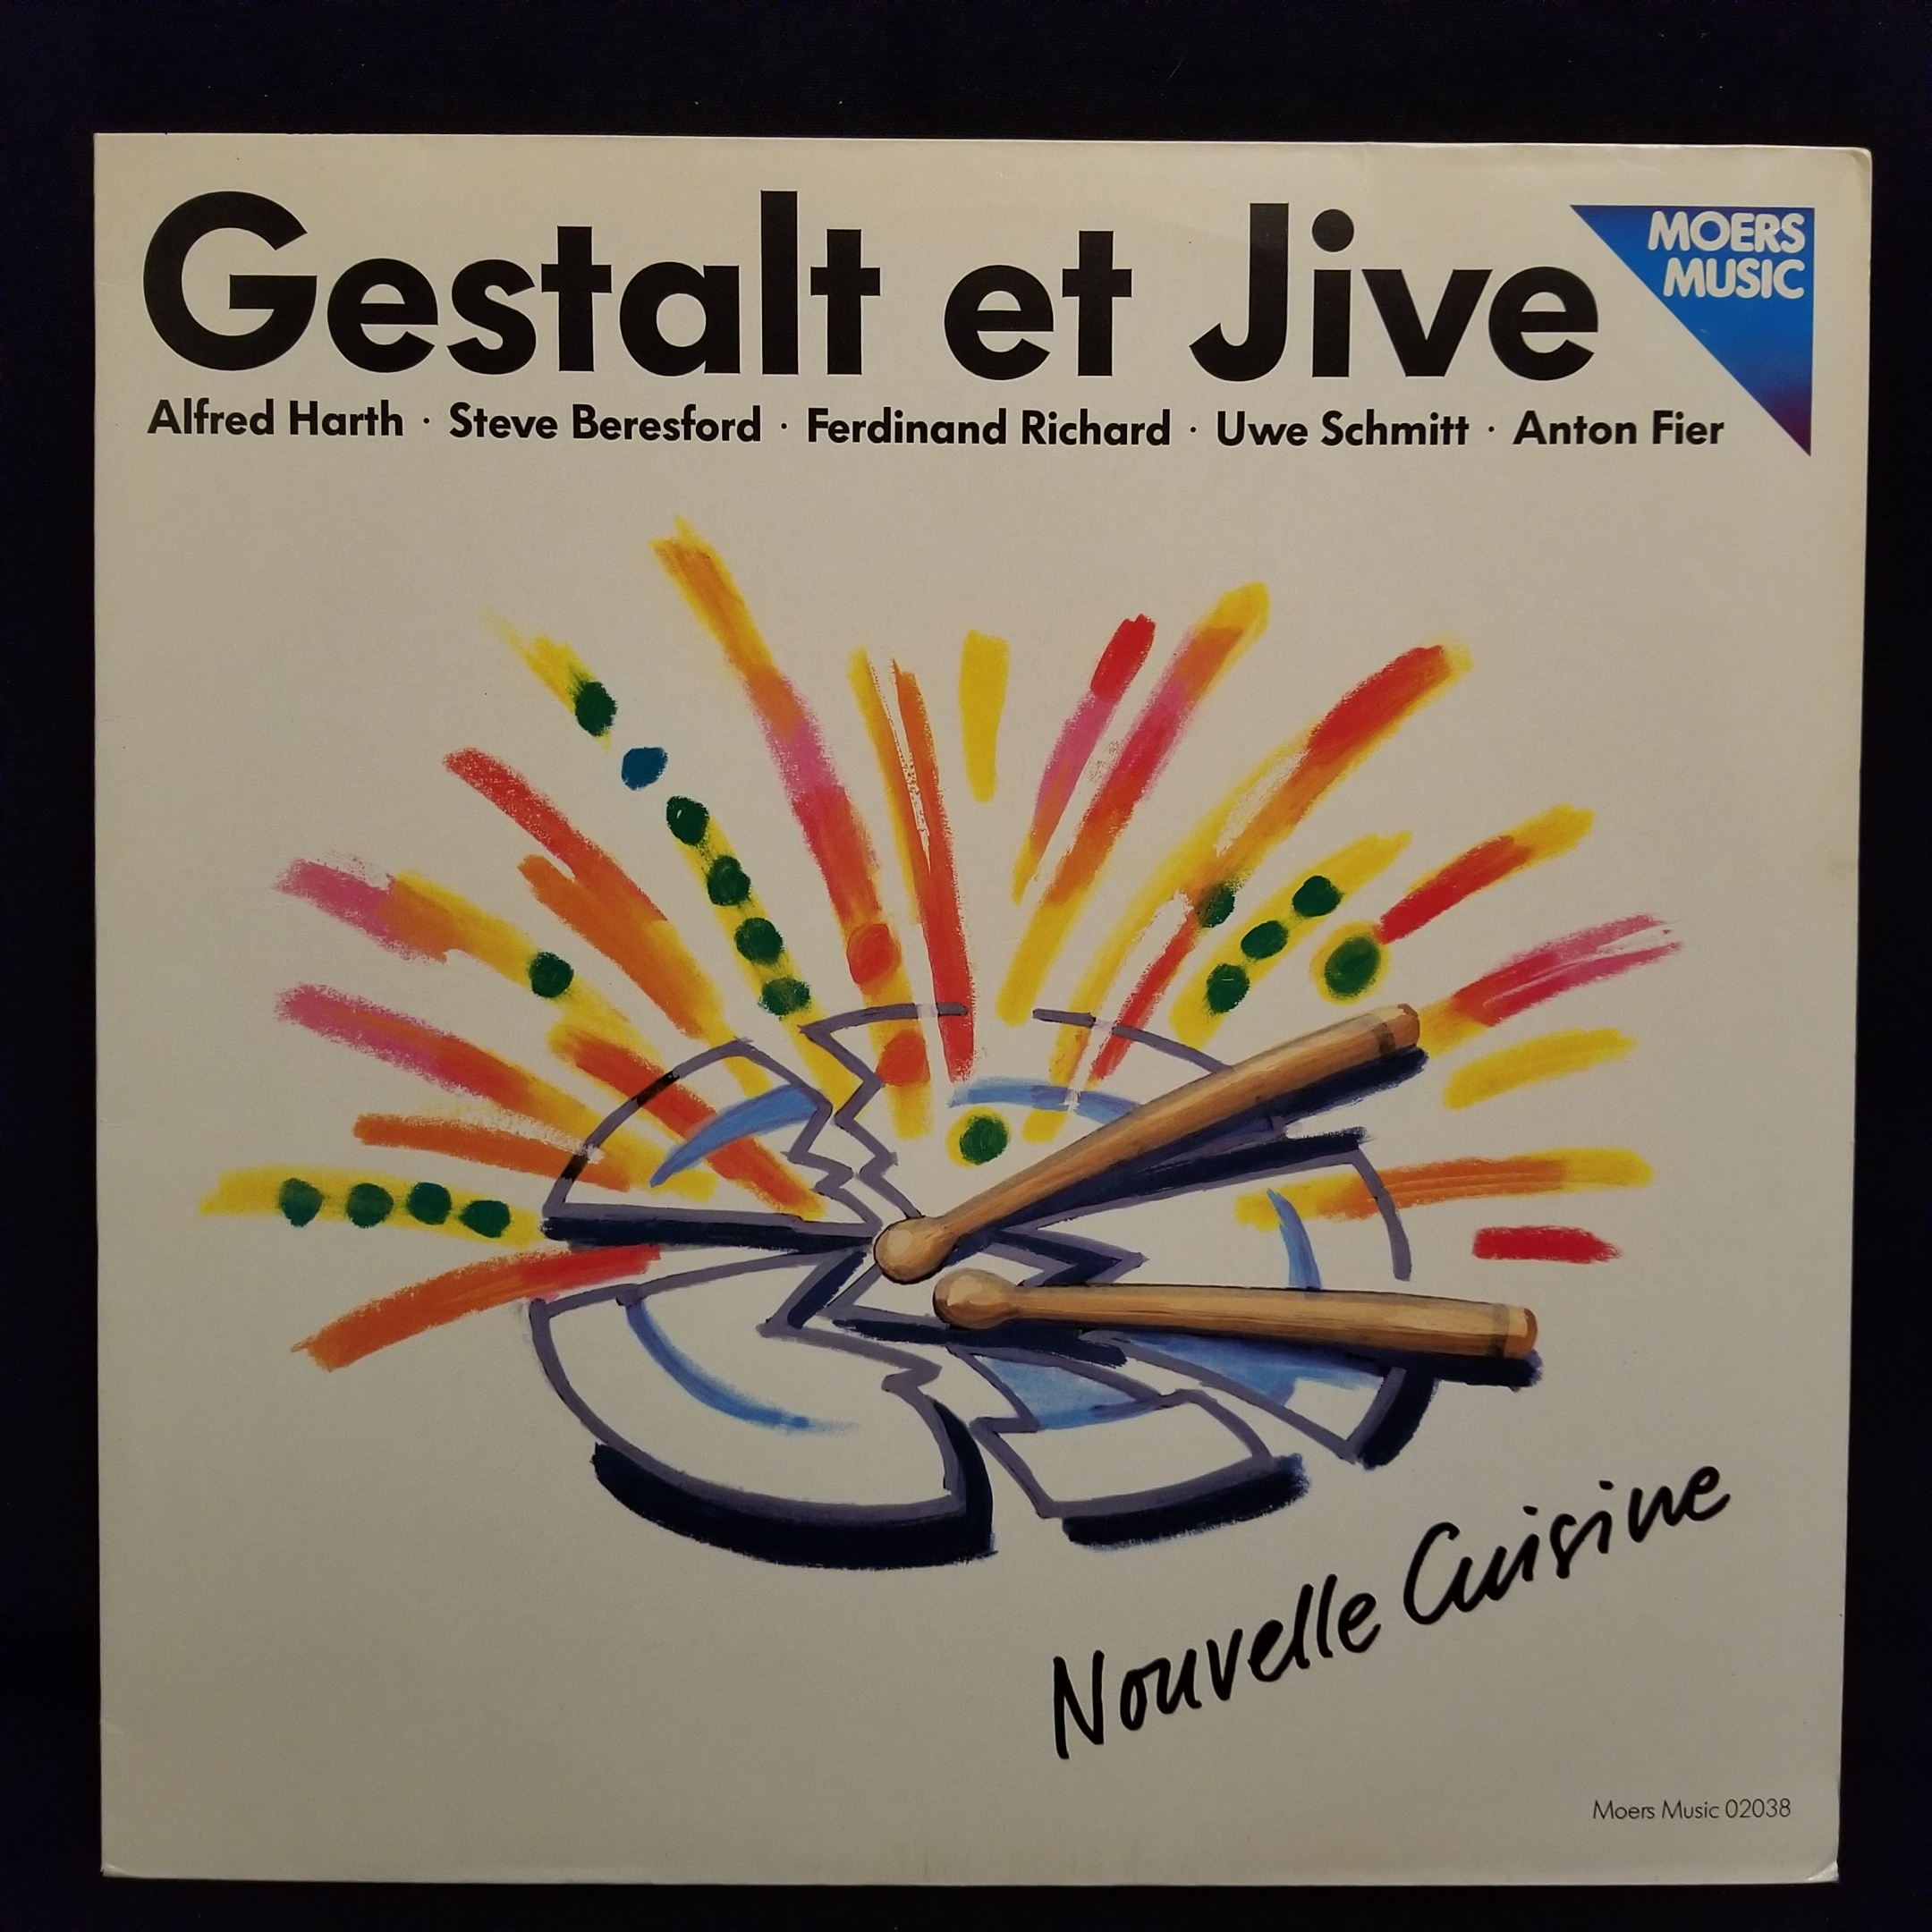 Gestalt et Jive
MOERS
MUSIC
Alfred Harth · Steve Beresford · Ferdinand Richard · Uwe Schmitt · Anton Fier
Nouvelle Cuisine
Moers Music 02038